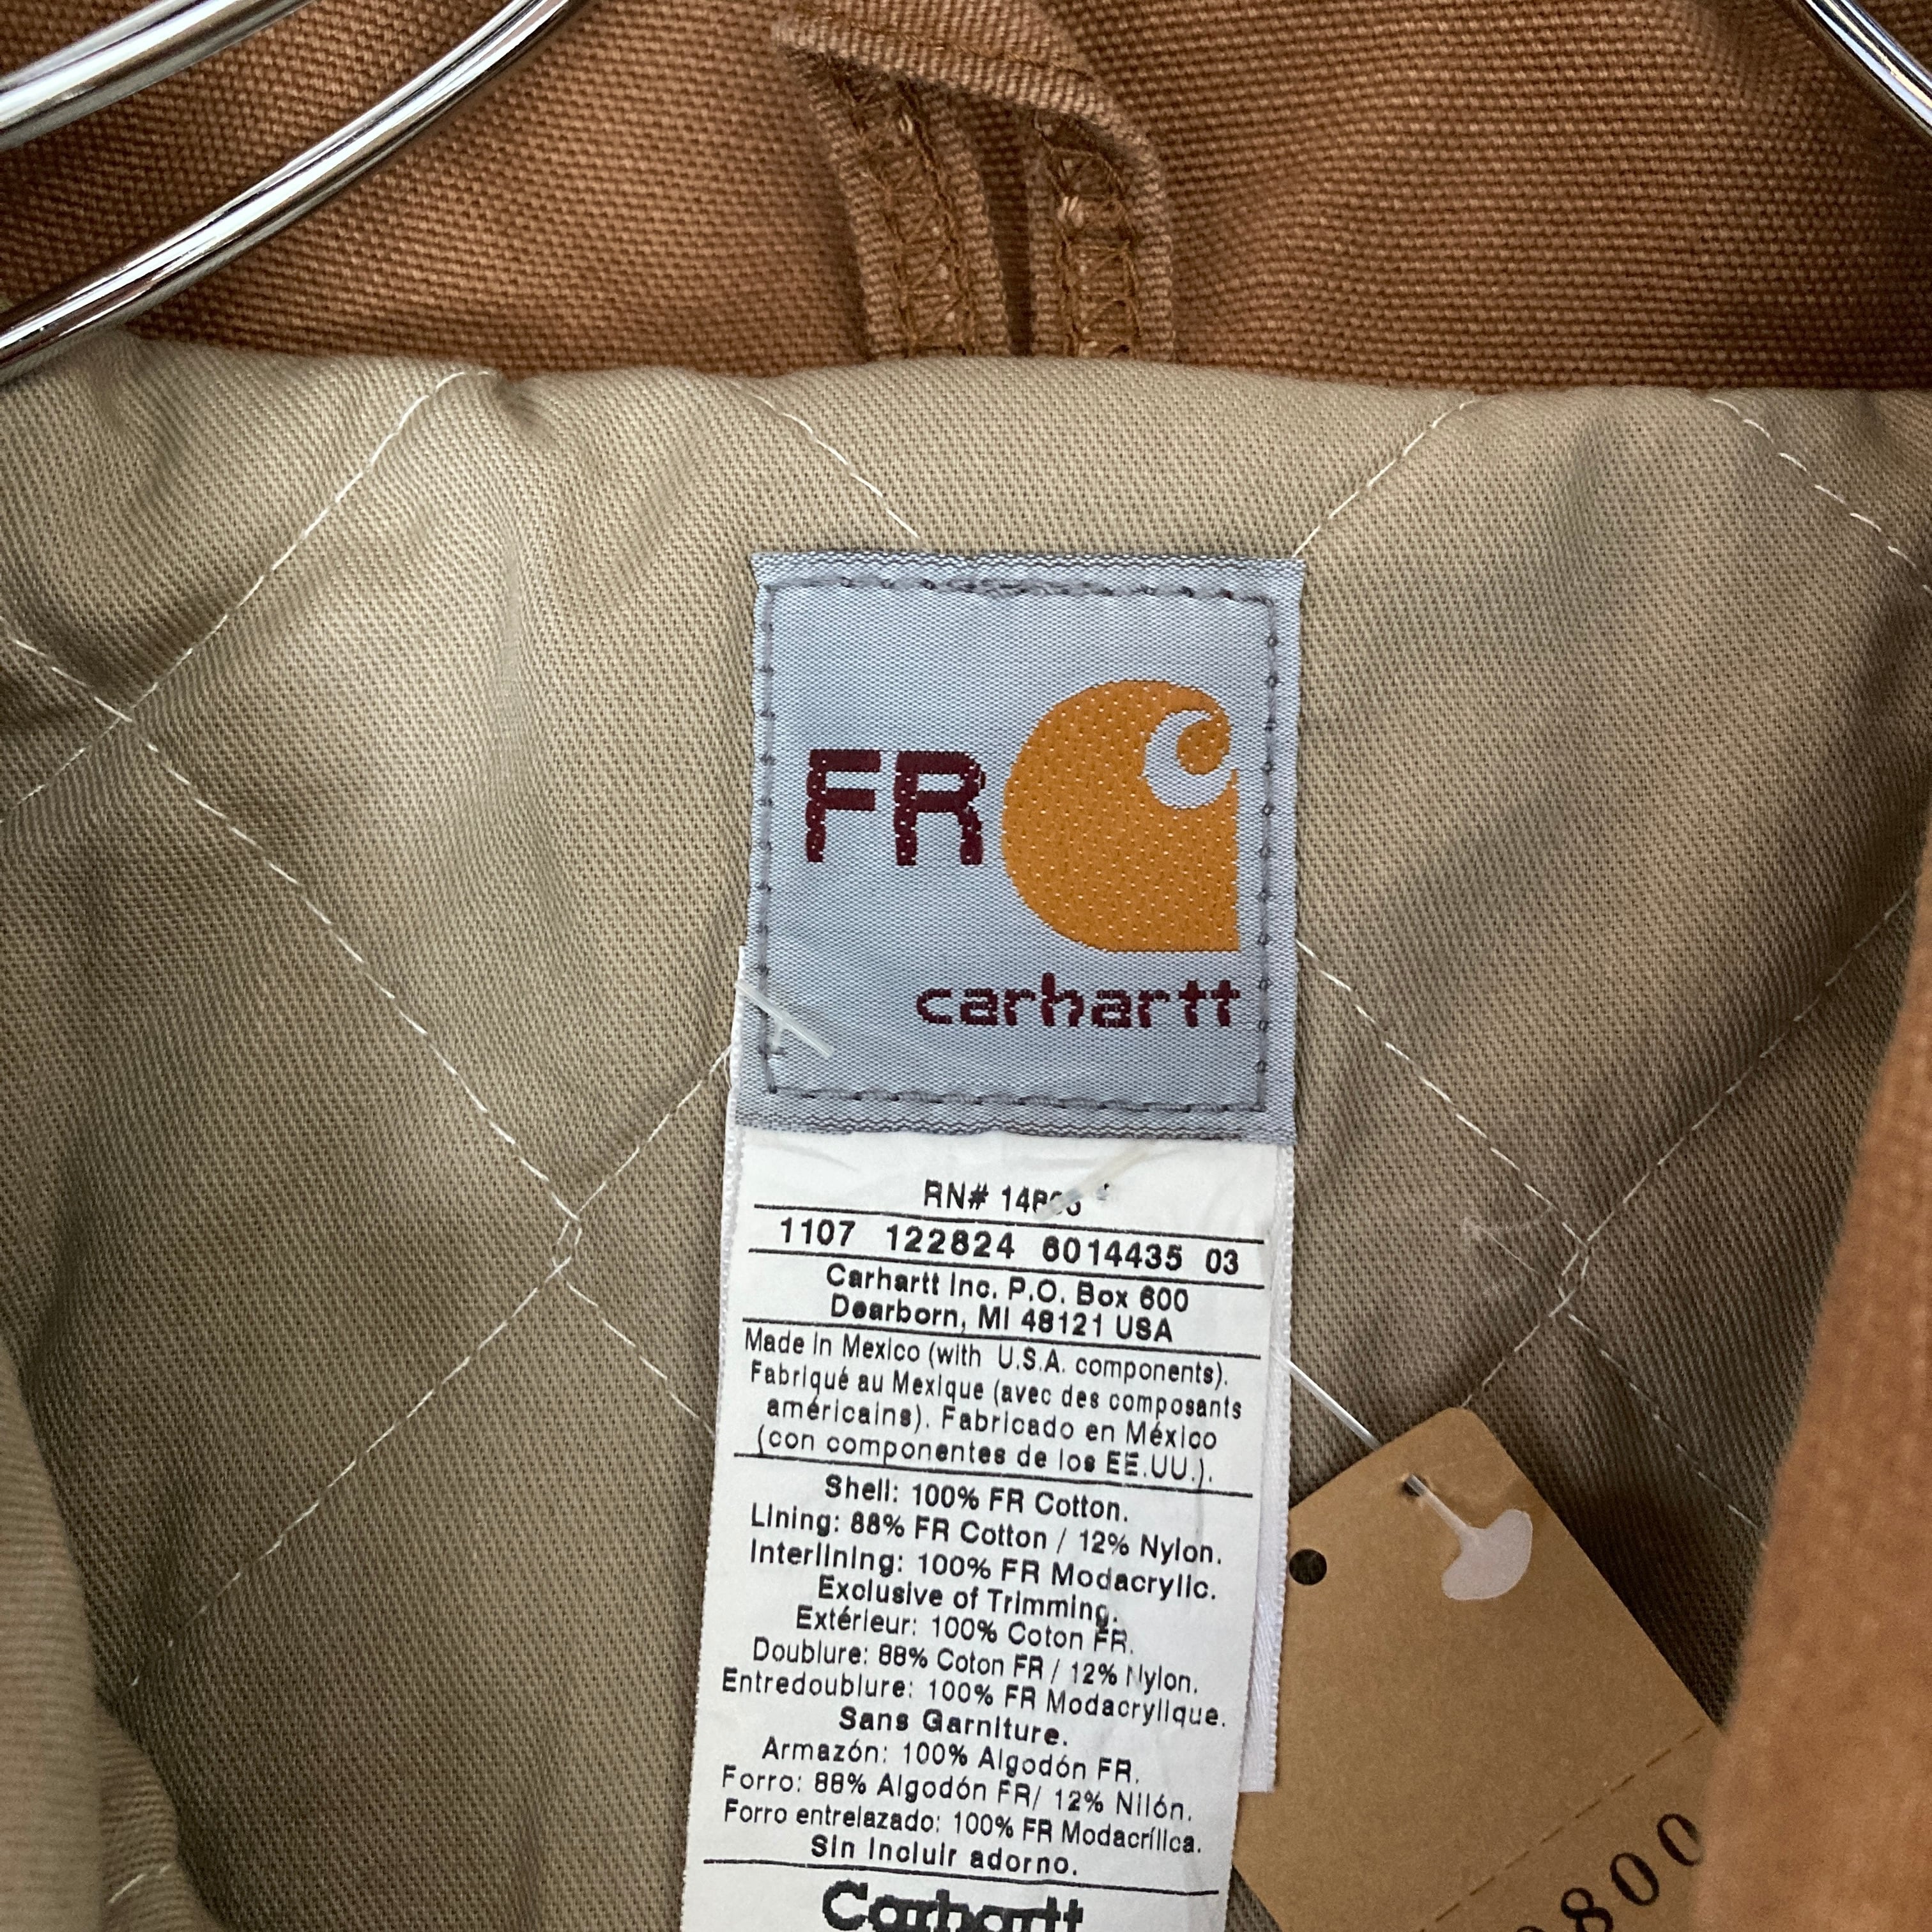 FR
carhartt
RN#
1107 122824 6014435 03
Carhartt Inc. P.O. Box 600
Dearborn, MI 48121 USA
Made in Mexico (with U.S.A. components).
Fabriqué au Mexique (avec des composants
américains). Fabricado en México
(con componentes de los EE.UU.).
Shell: 100% FR Cotton.
Lining: 88% FR Cotton / 12% Nylon.
Interlining: 100% FR Modacrylic.
Exclusive of Trimming.
Extérieur: 100% Coton FR.
Doublure: 88% Coton FR / 12% Nylon.
Entredoublure: 100% FR Modacrylique.
Sans Garniture.
Armazón: 100% Algodón FR.
Forro: 88% Algodón FR/ 12% Nilón.
Forro entrelazado: 100% FR Modacrílica.
Sin Incluir adorno.
Carhartt